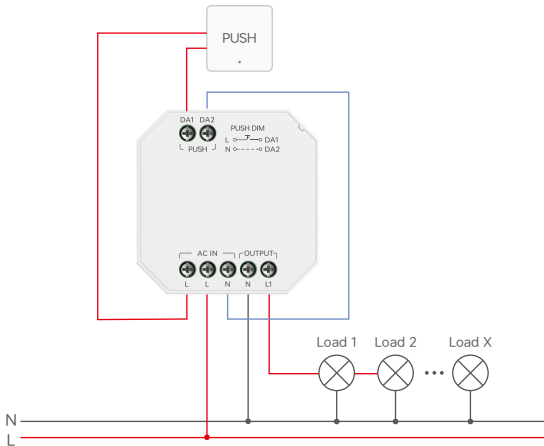 PUSH
DA1 DA2
PUSH DIM
L DA1
PUSH
N DA2
AC IN OUTPUT
L L N N L1
Load 1 Load 2 ••• Load X
N
L